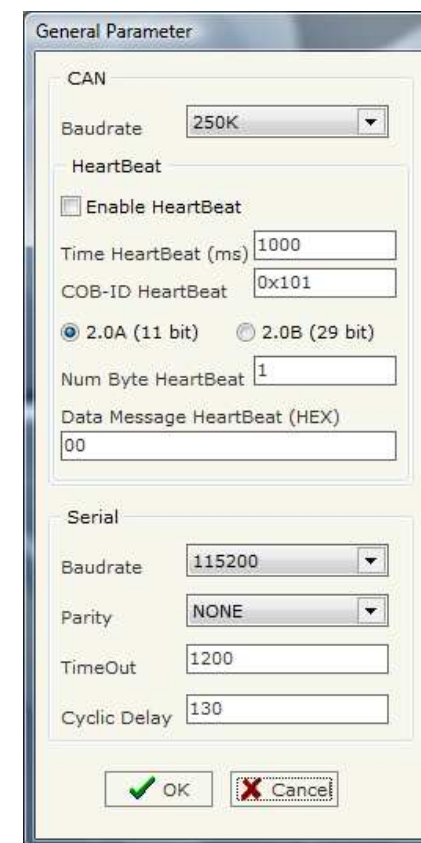 General Parameter
CAN
Baudrate 250K
HeartBeat
Enable HeartBeat
Time HeartBeat (ms) 1000
COB-ID HeartBeat 0x101
2.0A (11 bit) 2.0B (29 bit)
Num Byte HeartBeat 1
Data Message HeartBeat (HEX)
00
Serial
Baudrate 115200
Parity NONE
TimeOut 1200
Cyclic Delay 130
OK Cancel